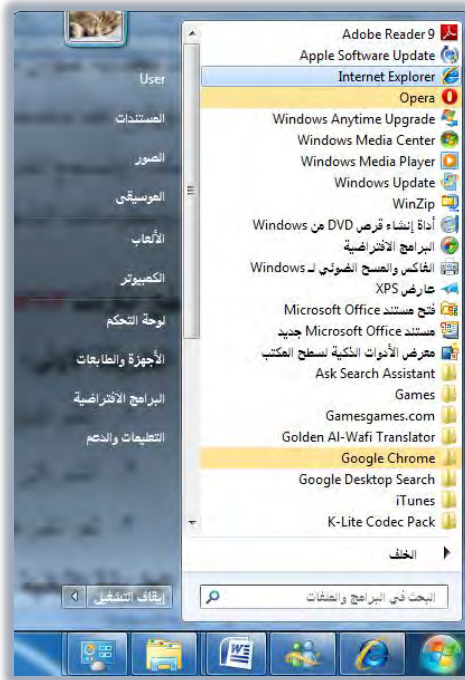 Adobe Reader 9
Apple Software Update
Internet Explorer
Opera
Windows Anytime Upgrade
Windows Media Center
Windows Media Player
Windows Update
WinZip
أداة إنشاء قرص DVD من Windows
البرامج الافتراضية
الفاكس والمسح الضوئي لـ Windows
عارض XPS
فتح مستند Microsoft Office
مستند Microsoft Office جديد
معرض الأدوات الذكية لسطح المكتب
Ask Search Assistant
Games
Gamesgames.com
Golden Al-Wafi Translator
Google Chrome
Google Desktop Search
iTunes
K-Lite Codec Pack
الخلف
البحث في البرامج والملفات
User
المستندات
الصور
الموسيقى
الألعاب
الكمبيوتر
لوحة التحكم
الأجهزة والطابعات
البرامج الافتراضية
التعليمات والدعم
إيقاف التشغيل